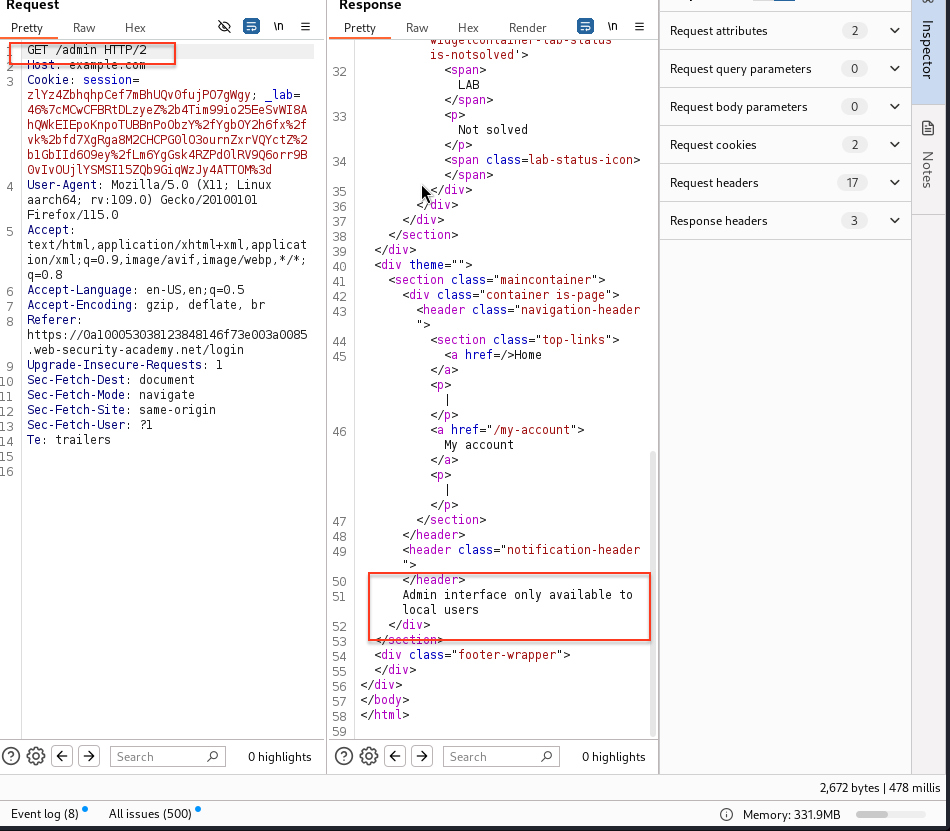 Request
Response
Pretty Raw Hex \n
1 GET /admin HTTP/2
2 Host: example.com
3 Cookie: session=
zlYz4ZbhqhpCef7mBhUQv0fujPO7gWgy; _lab=
46%7cMCwCFBRtDLzyeZ%2b4Tim99io25EeSvWI8A
hQWkEIEpoKnpoTUBBnPoObzY%2fYgbOY2h6fx%2f
vk%2bfd7XgRga8M2CHCPG0lO3ournZxrVQYctZ%2
b1GbIId6O9ey%2fLm6YgGsk4RZPd0lRV9Q6orr9B
0vIvOUjlYSMSI15ZQb9GiqWzJy4ATTOM%3d
4 User-Agent: Mozilla/5.0 (X11; Linux
aarch64; rv:109.0) Gecko/20100101
Firefox/115.0
5 Accept:
text/html,application/xhtml+xml,applicat
ion/xml;q=0.9,image/avif,image/webp,*/*;
q=0.8
6 Accept-Language: en-US,en;q=0.5
7 Accept-Encoding: gzip, deflate, br
8 Referer:
https://0a10005303812384814​6f73e003a0085
.web-security-academy.net/login
9 Upgrade-Insecure-Requests: 1
10 Sec-Fetch-Dest: document
11 Sec-Fetch-Mode: navigate
12 Sec-Fetch-Site: same-origin
13 Sec-Fetch-User: ?1
14 Te: trailers
15
16
Search 0 highlights
Pretty Raw Hex Render \n
widgetcontainer-lab-status
is-notsolved'>
32 <span>
LAB
</span>
33 <p>
Not solved
</p>
34 <span class=lab-status-icon>
</span>
35 </div>
36 </div>
37 </div>
38 </section>
39 </div>
40 <div theme="">
41 <section class="maincontainer">
42 <div class="container is-page">
43 <header class="navigation-header
">
44 <section class="top-links">
45 <a href=/>Home
</a>
<p>
|
</p>
46 <a href="/my-account">
My account
</a>
<p>
|
</p>
47 </section>
48 </header>
49 <header class="notification-header
">
50 </header>
51 Admin interface only available to
local users
52 </div>
53 </section>
54 <div class="footer-wrapper">
55 </div>
56 </div>
57 </body>
58 </html>
59
Search 0 highlights
Request attributes 2
Request query parameters 0
Request body parameters 0
Request cookies 2
Request headers 17
Response headers 3
Inspector
Notes
2,672 bytes | 478 millis
Event log (8) All issues (500) Memory: 331.9MB